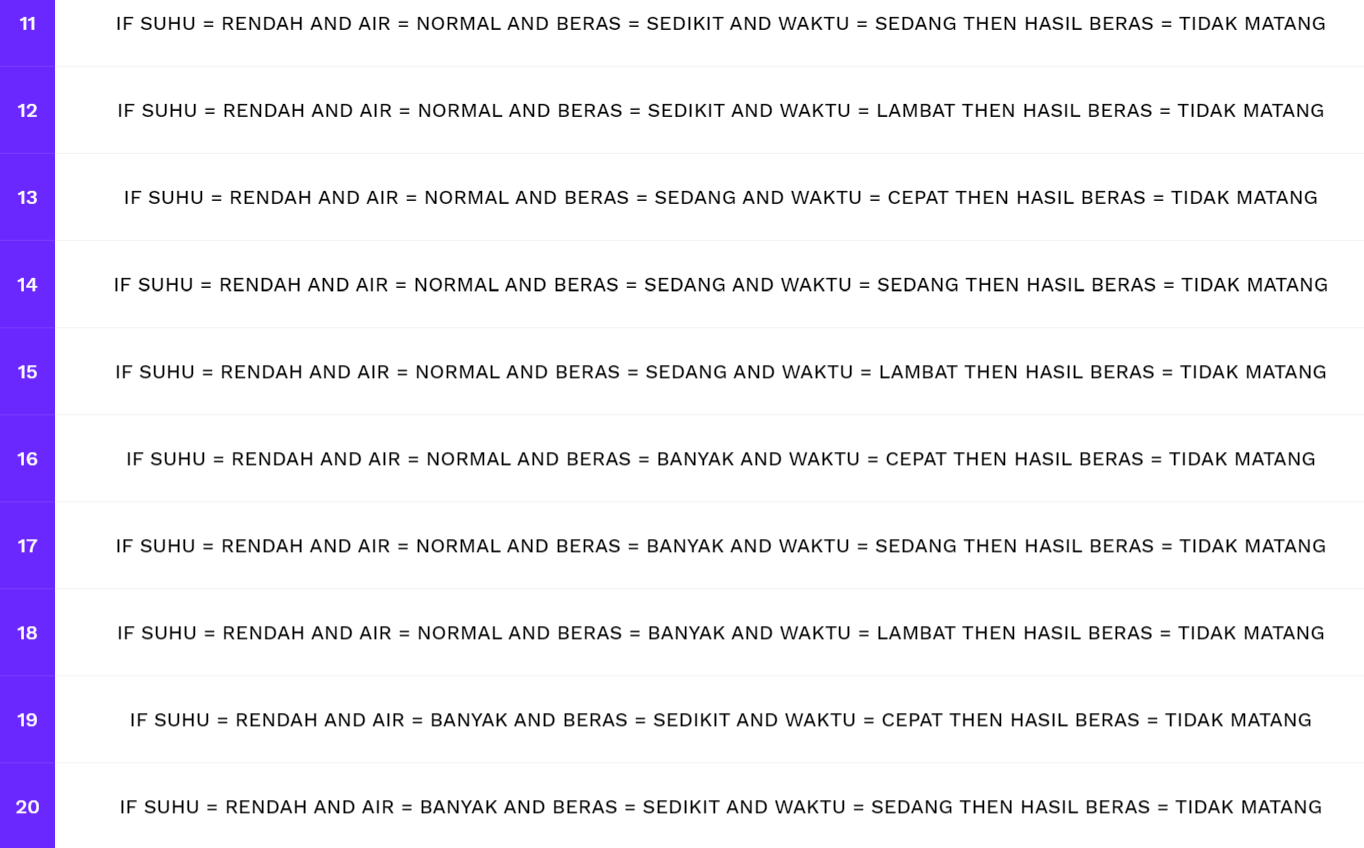 11 IF SUHU = RENDAH AND AIR = NORMAL AND BERAS = SEDIKIT AND WAKTU = SEDANG THEN HASIL BERAS = TIDAK MATANG
12 IF SUHU = RENDAH AND AIR = NORMAL AND BERAS = SEDIKIT AND WAKTU = LAMBAT THEN HASIL BERAS = TIDAK MATANG
13 IF SUHU = RENDAH AND AIR = NORMAL AND BERAS = SEDANG AND WAKTU = CEPAT THEN HASIL BERAS = TIDAK MATANG
14 IF SUHU = RENDAH AND AIR = NORMAL AND BERAS = SEDANG AND WAKTU = SEDANG THEN HASIL BERAS = TIDAK MATANG
15 IF SUHU = RENDAH AND AIR = NORMAL AND BERAS = SEDANG AND WAKTU = LAMBAT THEN HASIL BERAS = TIDAK MATANG
16 IF SUHU = RENDAH AND AIR = NORMAL AND BERAS = BANYAK AND WAKTU = CEPAT THEN HASIL BERAS = TIDAK MATANG
17 IF SUHU = RENDAH AND AIR = NORMAL AND BERAS = BANYAK AND WAKTU = SEDANG THEN HASIL BERAS = TIDAK MATANG
18 IF SUHU = RENDAH AND AIR = NORMAL AND BERAS = BANYAK AND WAKTU = LAMBAT THEN HASIL BERAS = TIDAK MATANG
19 IF SUHU = RENDAH AND AIR = BANYAK AND BERAS = SEDIKIT AND WAKTU = CEPAT THEN HASIL BERAS = TIDAK MATANG
20 IF SUHU = RENDAH AND AIR = BANYAK AND BERAS = SEDIKIT AND WAKTU = SEDANG THEN HASIL BERAS = TIDAK MATANG